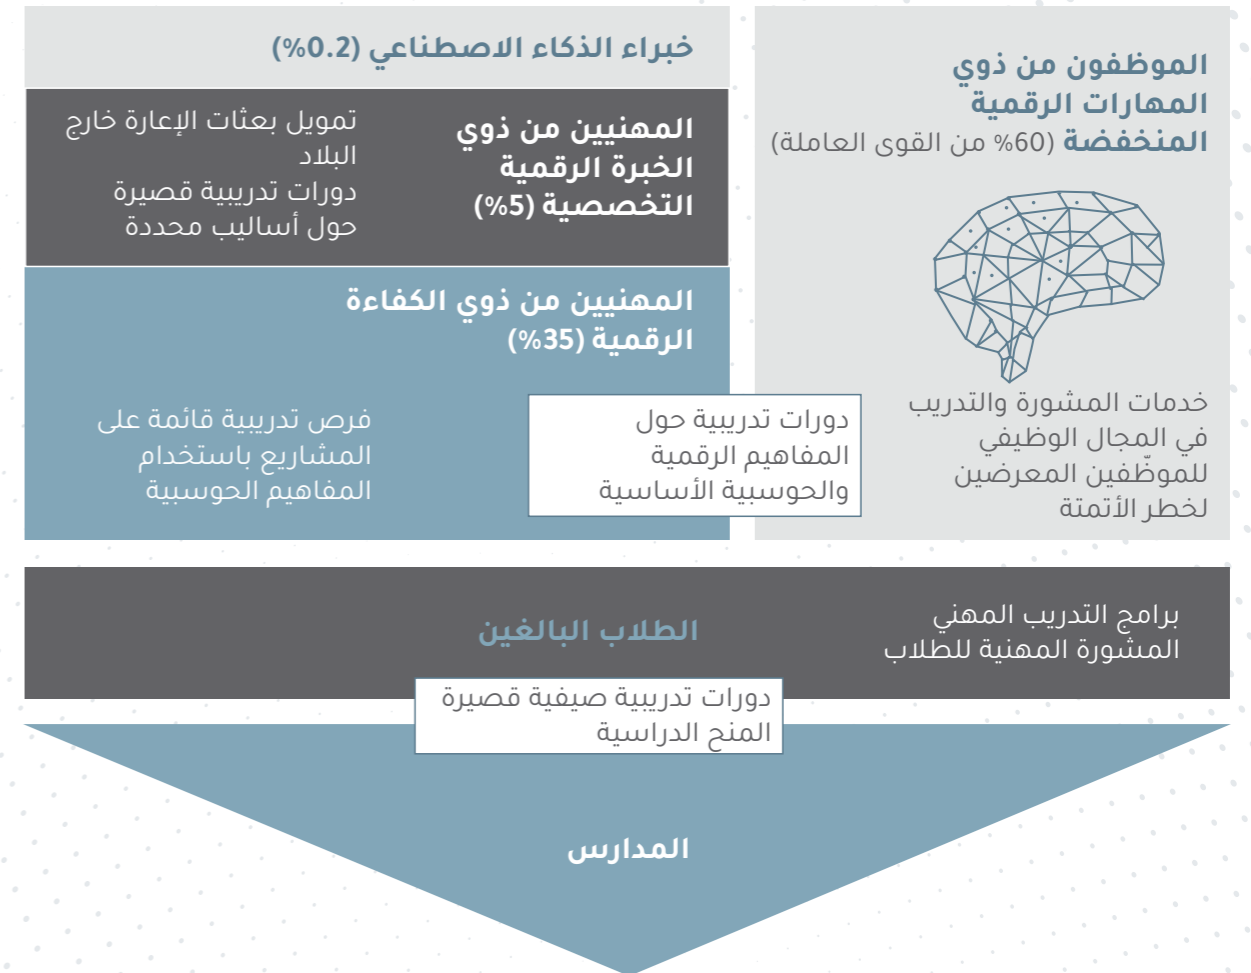 الموظفون من ذوي
المهارات الرقمية
المنخفضة (60% من القوى العاملة)
خدمات المشورة والتدريب
في المجال الوظيفي
للموظّفين المعرضين
لخطر الأتمتة
خبراء الذكاء الاصطناعي (0.2%)
المهنيين من ذوي
الخبرة الرقمية
التخصصية (5%)
تمويل بعثات الإعارة خارج
البلاد
دورات تدريبية قصيرة
حول أساليب محددة
المهنيين من ذوي الكفاءة
الرقمية (35%)
دورات تدريبية حول
المفاهيم الرقمية
والحوسبية الأساسية
فرص تدريبية قائمة على
المشاريع باستخدام
المفاهيم الحوسبية
برامج التدريب المهني
المشورة المهنية للطلاب
الطلاب البالغين
دورات تدريبية صيفية قصيرة
المنح الدراسية
المدارس